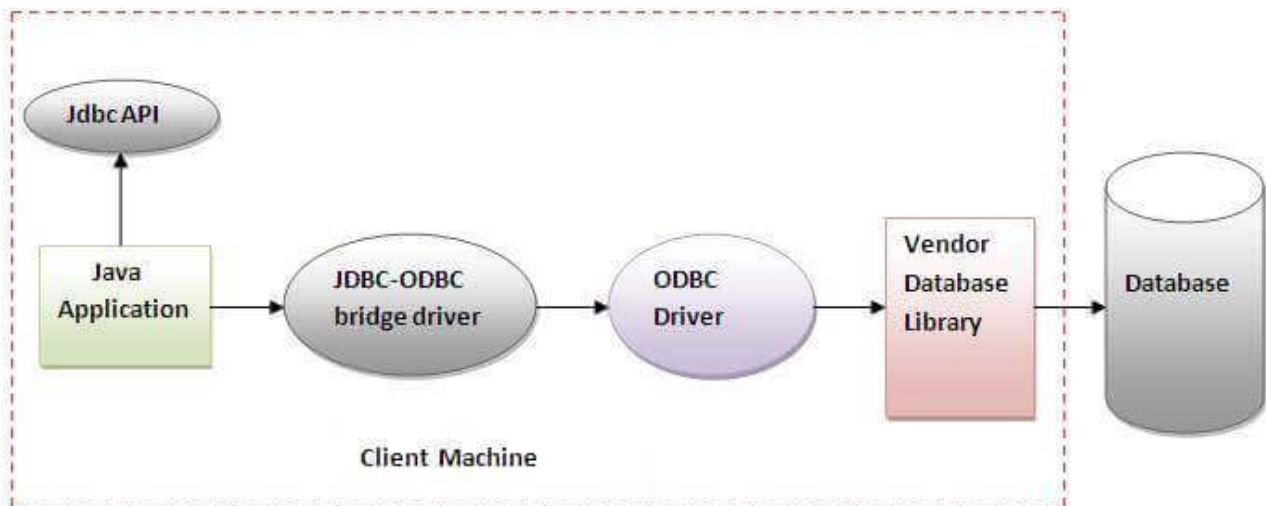 Jdbc API
Java
Application
JDBC-ODBC
bridge driver
ODBC
Driver
Vendor
Database
Library
Database
Client Machine